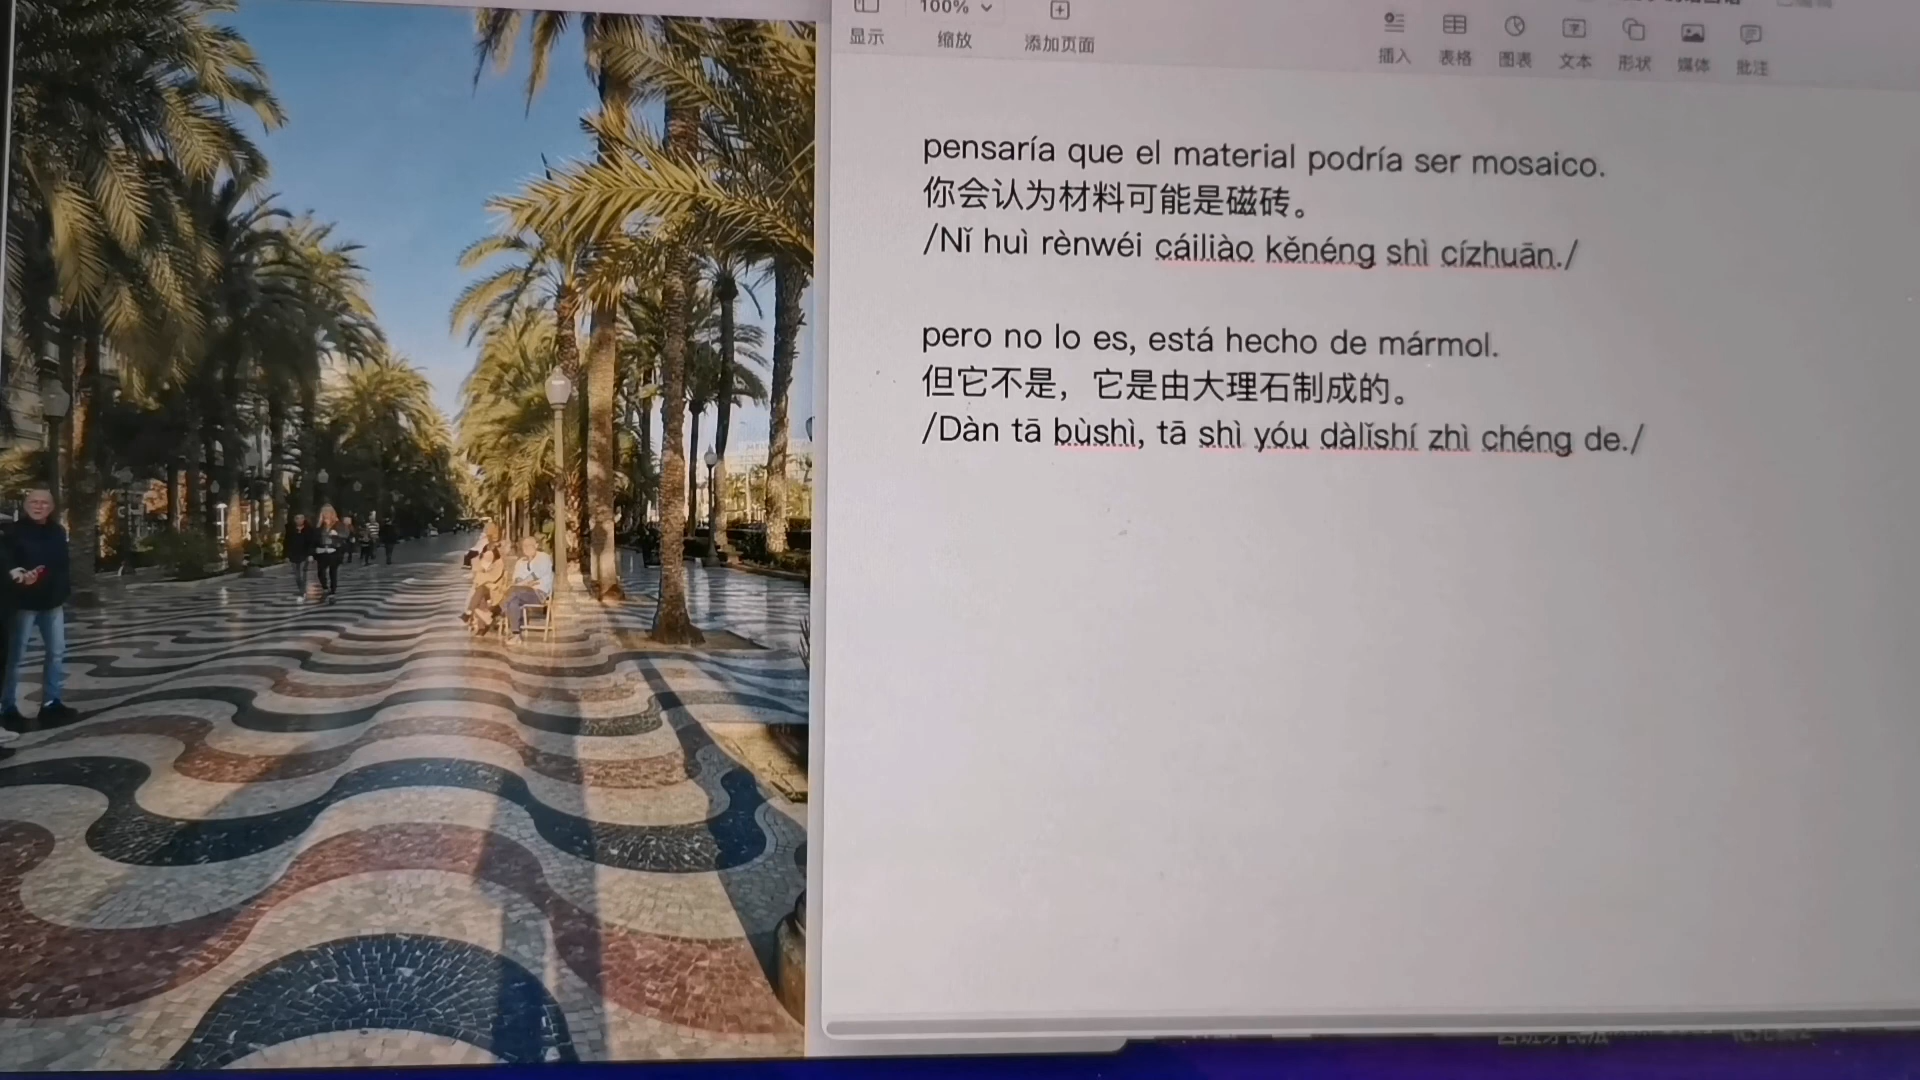 100%
显示
缩放
添加页面
插入
表格
图表
文本
形状
媒体
批注
pensaría que el material podría ser mosaico.
你会认为材料可能是磁砖。
/Nǐ huì rènwéi cáiliào kěnéng shì cízhuān./
pero no lo es, está hecho de mármol.
但它不是，它是由大理石制成的。
/Dàn tā bùshì, tā shì yóu dàlǐshí zhì chéng de./